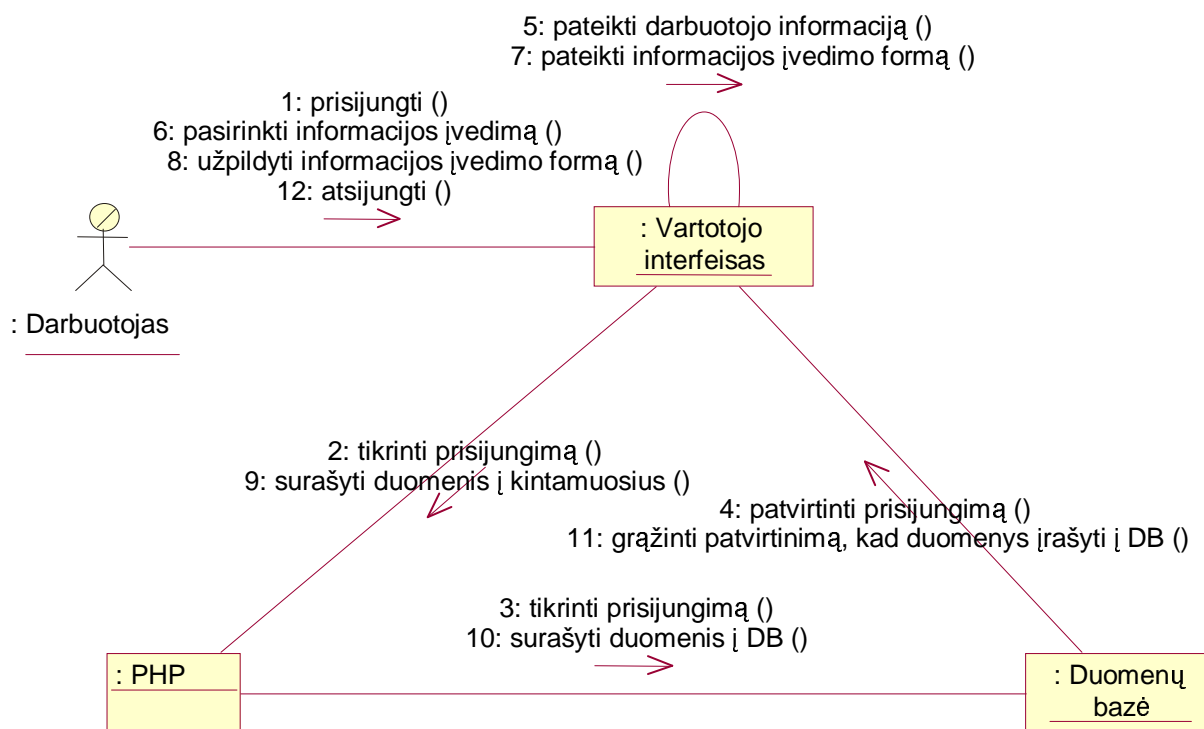 5: pateikti darbuotojo informaciją ()
7: pateikti informacijos įvedimo formą ()
1: prisijungti ()
6: pasirinkti informacijos įvedimą ()
8: užpildyti informacijos įvedimo formą ()
12: atsijungti ()
: Vartotojo
interfeisas
: Darbuotojas
2: tikrinti prisijungimą ()
9: surašyti duomenis į kintamuosius ()
4: patvirtinti prisijungimą ()
11: grąžinti patvirtinimą, kad duomenys įrašyti į DB ()
3: tikrinti prisijungimą ()
10: surašyti duomenis į DB ()
: PHP
: Duomenų
bazė